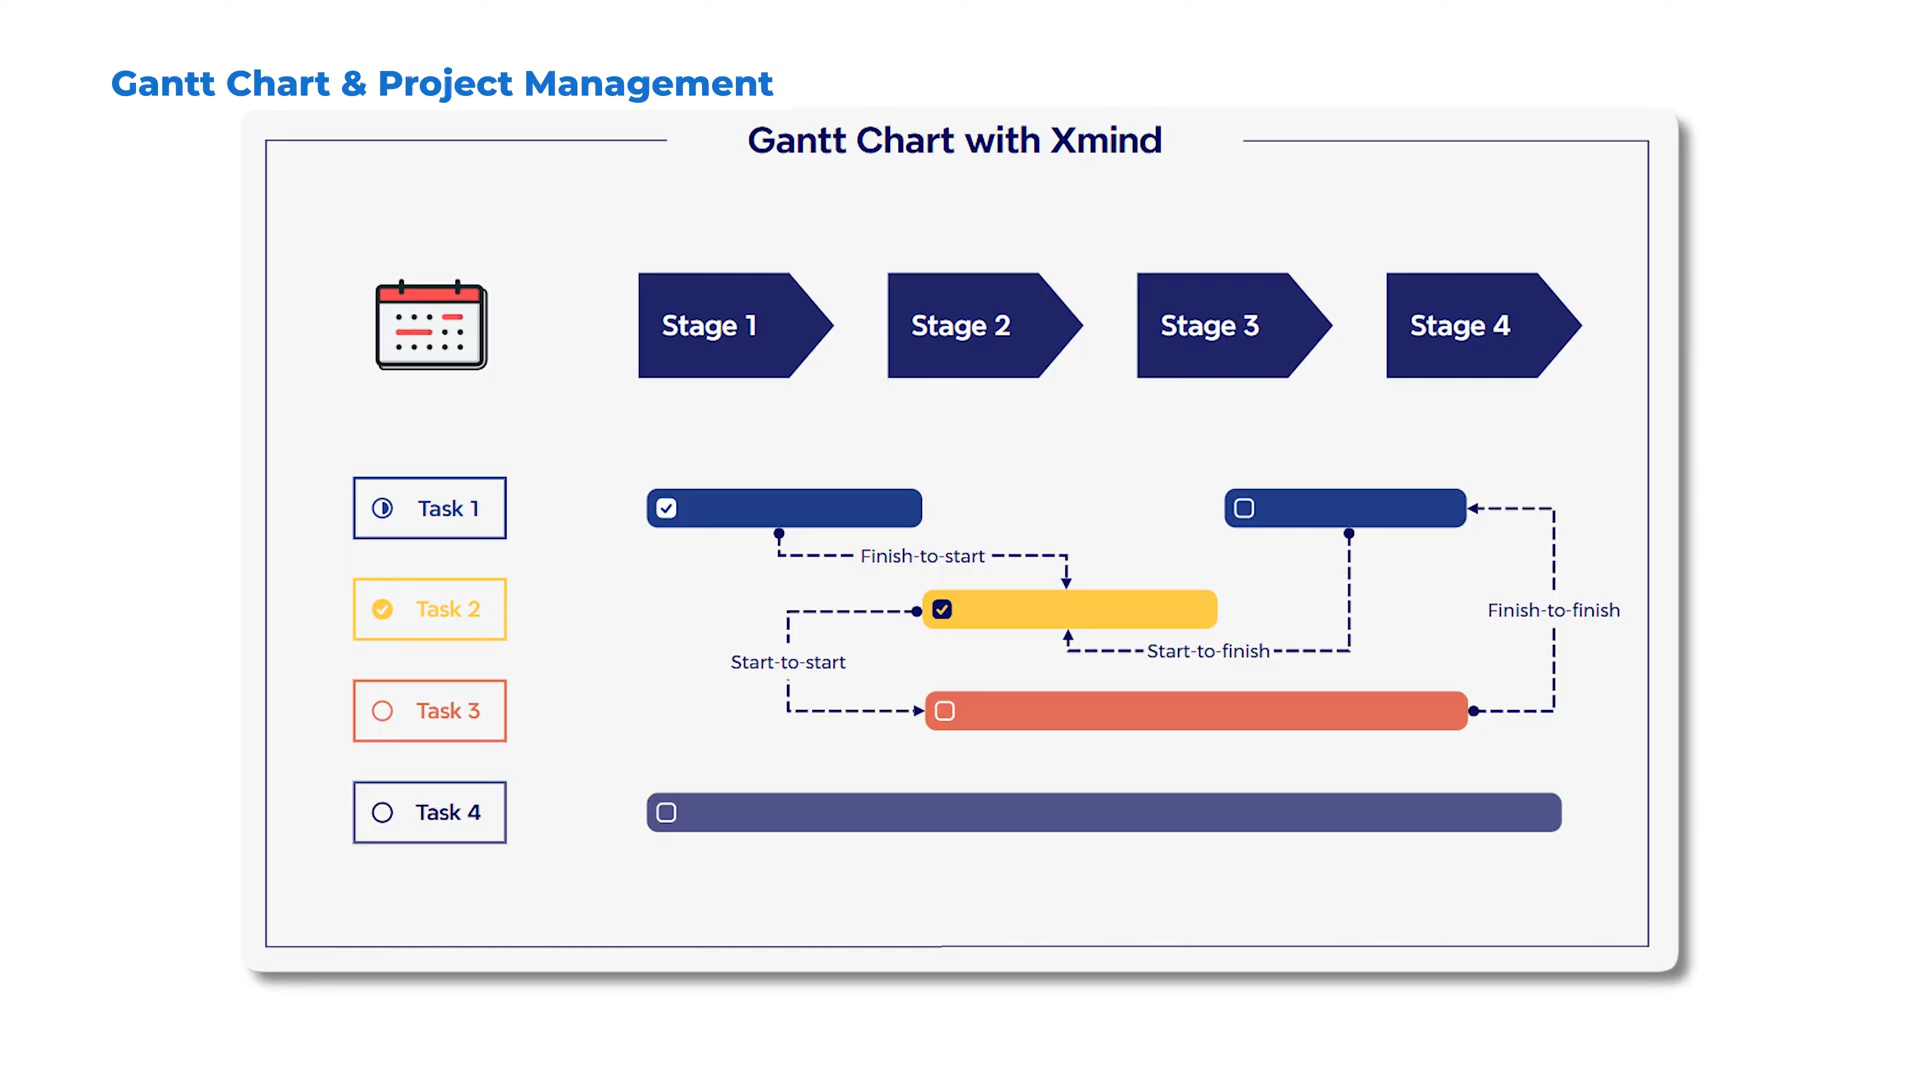 Gantt Chart & Project Management
Gantt Chart with Xmind
Stage 1
Stage 2
Stage 3
Stage 4
Task 1
Finish-to-start
Task 2
Finish-to-finish
Start-to-finish
Start-to-start
Task 3
Task 4